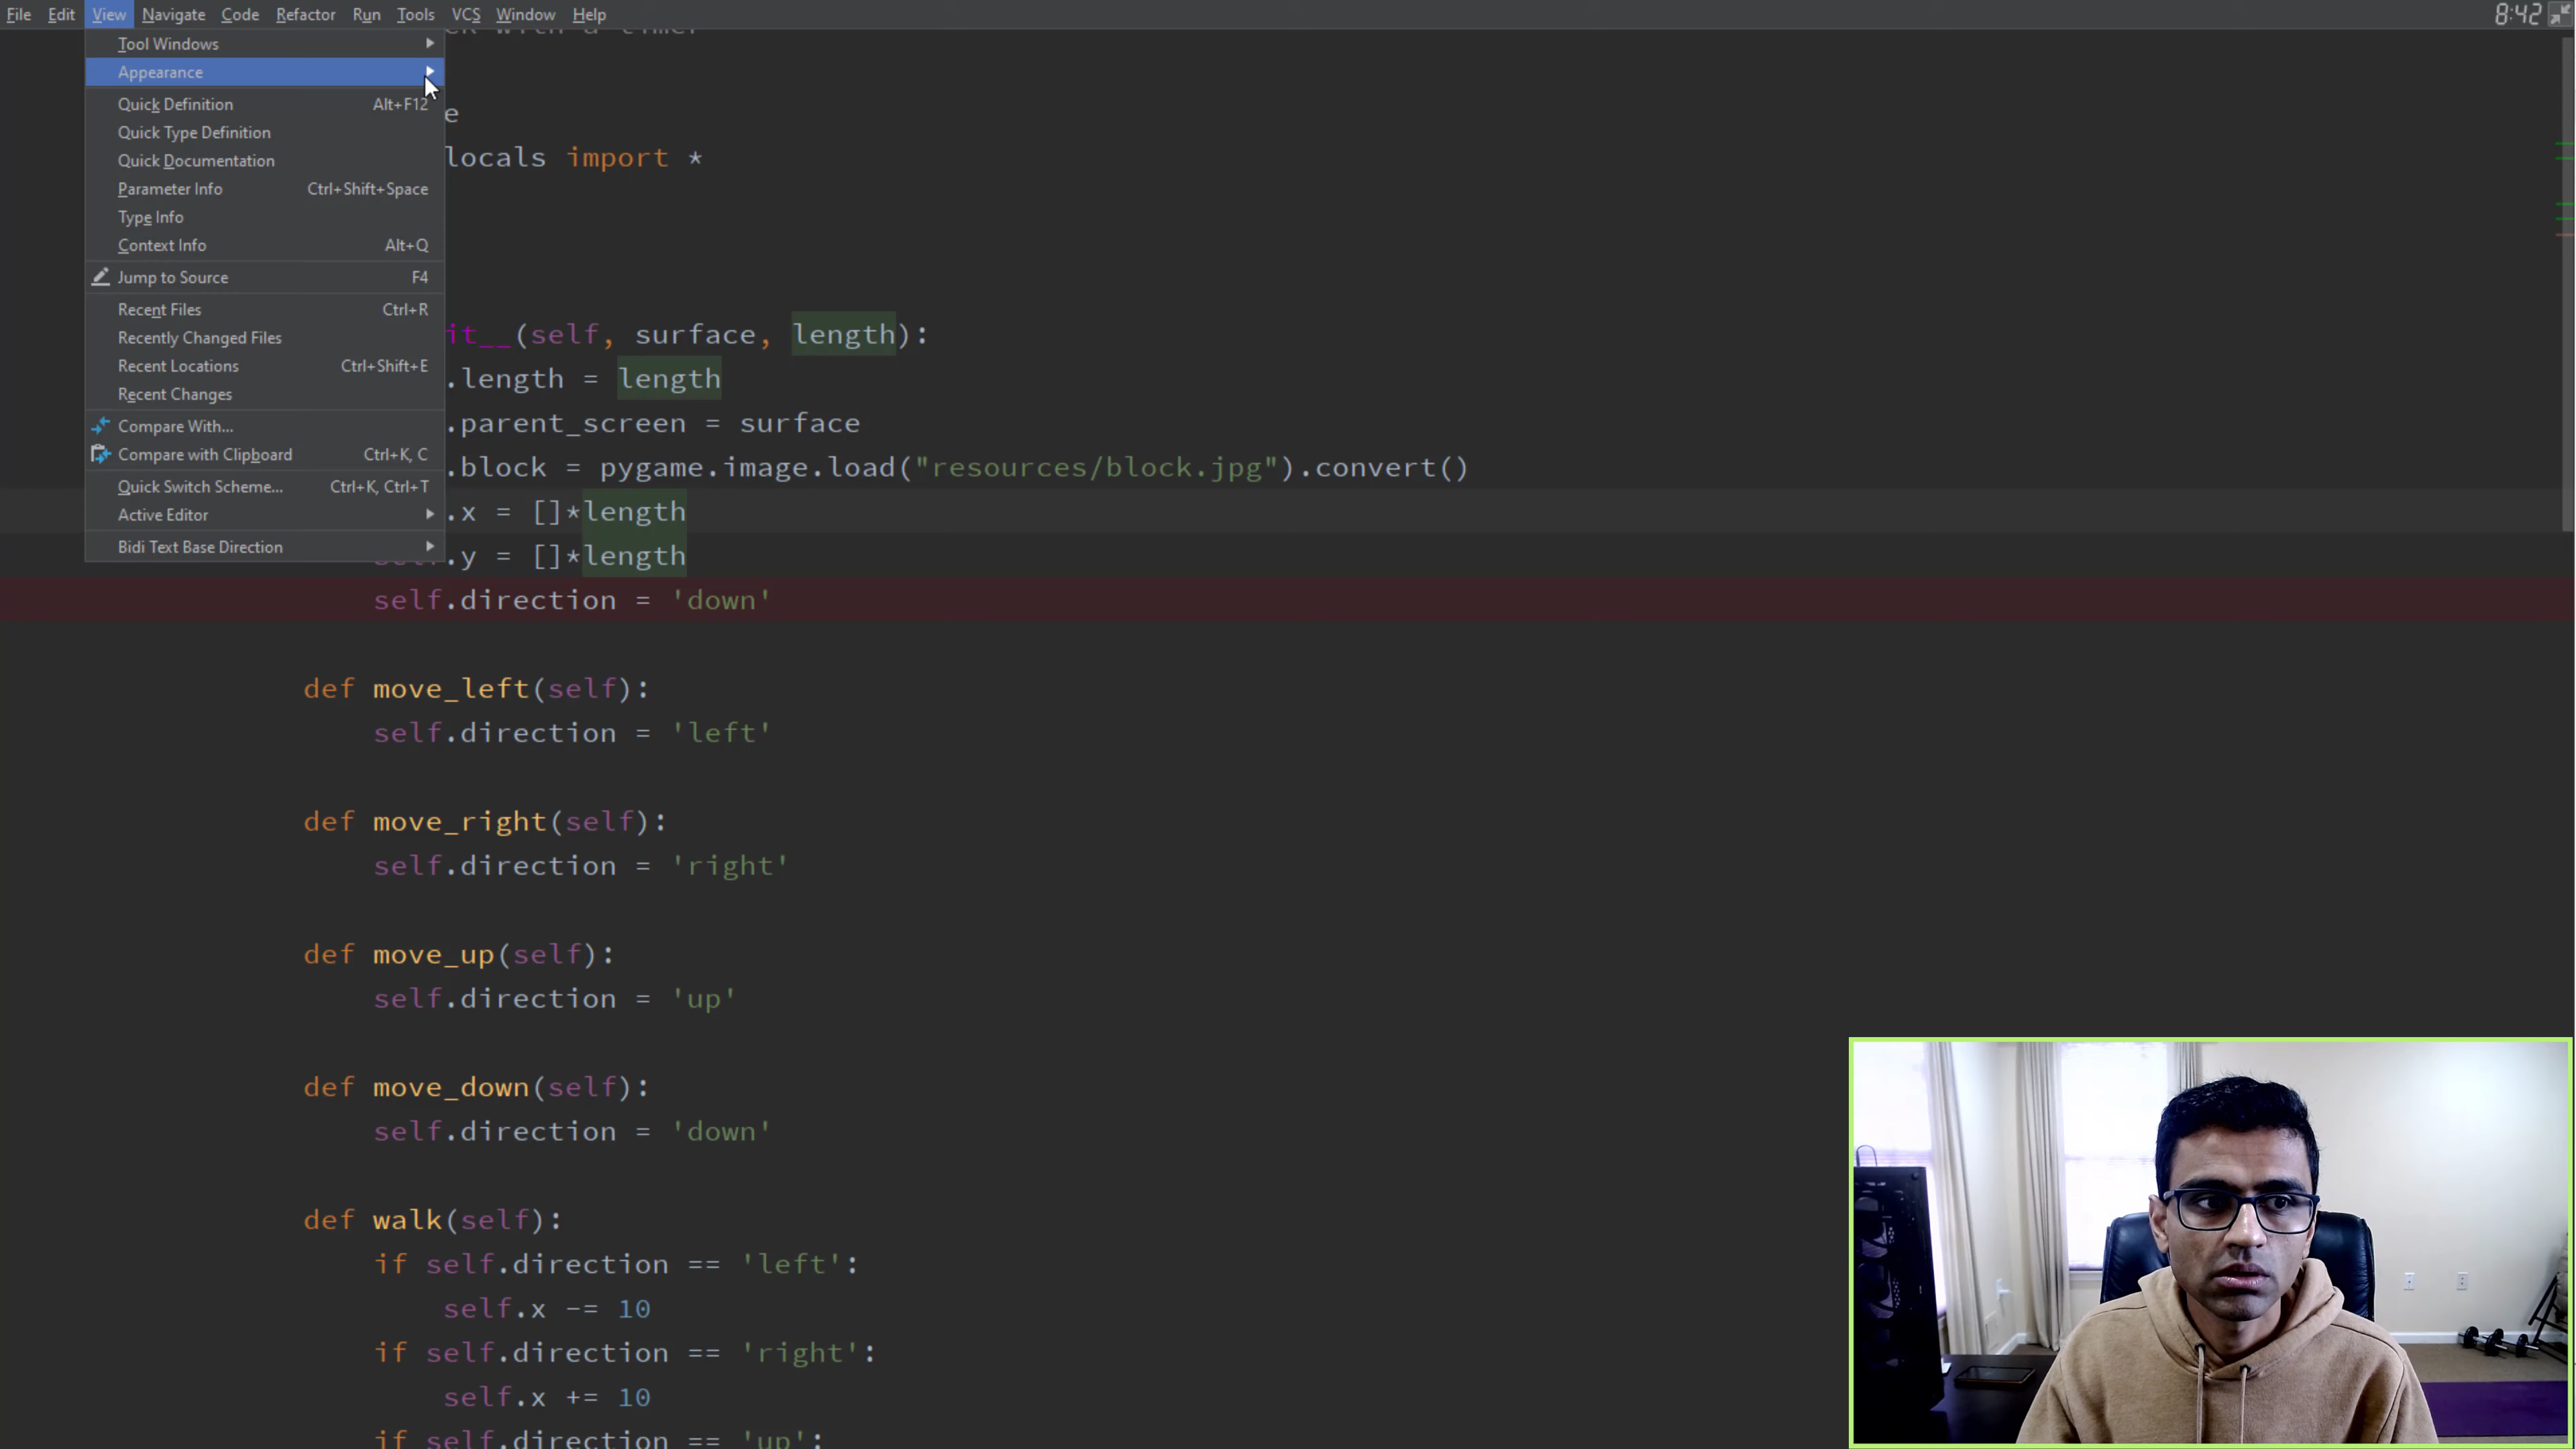 File Edit View Navigate Code Refactor Run Tools VCS Window Help 8:42
Tool Windows
Appearance
Quick Definition Alt+F12
Quick Type Definition
Quick Documentation
Parameter Info Ctrl+Shift+Space
Type Info
Context Info Alt+Q
Jump to Source F4
Recent Files Ctrl+R
Recently Changed Files
Recent Locations Ctrl+Shift+E
Recent Changes
Compare With...
Compare with Clipboard Ctrl+K, C
Quick Switch Scheme... Ctrl+K, Ctrl+T
Active Editor
Bidi Text Base Direction
with a timer
e
locals import *
it__(self, surface, length):
.length = length
.parent_screen = surface
.block = pygame.image.load("resources/block.jpg").convert()
.x = []*length
self.y = []*length
self.direction = 'down'
def move_left(self):
self.direction = 'left'
def move_right(self):
self.direction = 'right'
def move_up(self):
self.direction = 'up'
def move_down(self):
self.direction = 'down'
def walk(self):
if self.direction == 'left':
self.x -= 10
if self.direction == 'right':
self.x += 10
if self.direction == 'up':